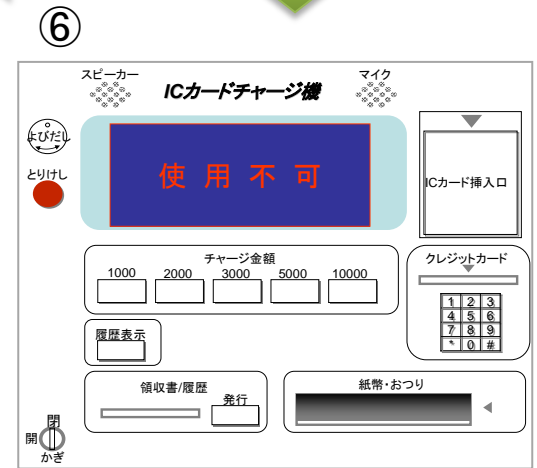 ⑥
スピーカー
ICカードチャージ機
マイク
よびだし
とりけし
使用不可
ICカード挿入口
チャージ金額
1000 2000 3000 5000 10000
クレジットカード
1 2 3
4 5 6
7 8 9
* 0 #
履歴表示
領収書/履歴
発行
紙幣・おつり
閉
開
かぎ